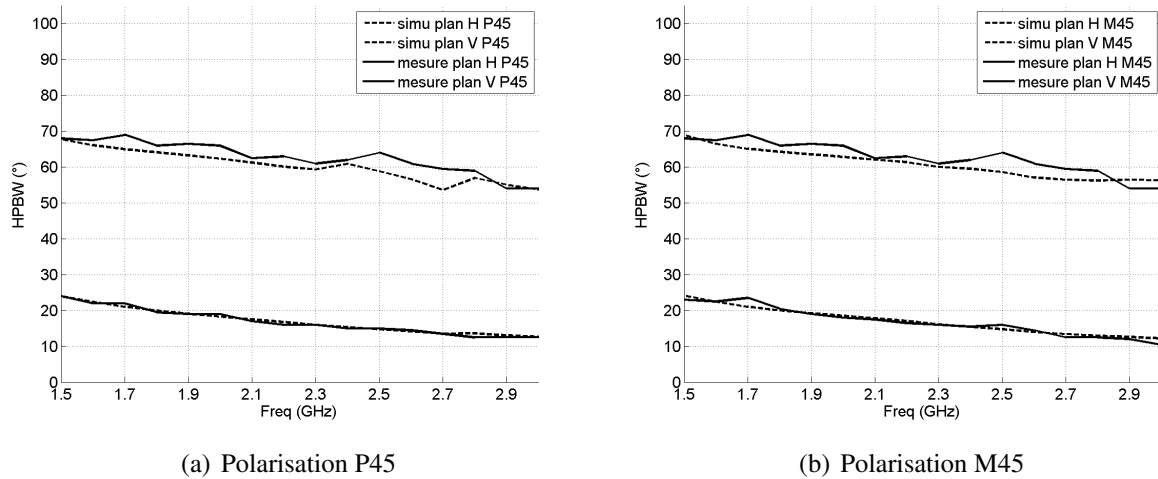 100
90
80
70
60
50
40
30
20
10
0
HPBW (°)
simu plan H P45
simu plan V P45
mesure plan H P45
mesure plan V P45
1.5 1.7 1.9 2.1 2.3 2.5 2.7 2.9
Freq (GHz)
(a) Polarisation P45
100
90
80
70
60
50
40
30
20
10
0
HPBW (°)
simu plan H M45
simu plan V M45
mesure plan H M45
mesure plan V M45
1.5 1.7 1.9 2.1 2.3 2.5 2.7 2.9
Freq (GHz)
(b) Polarisation M45